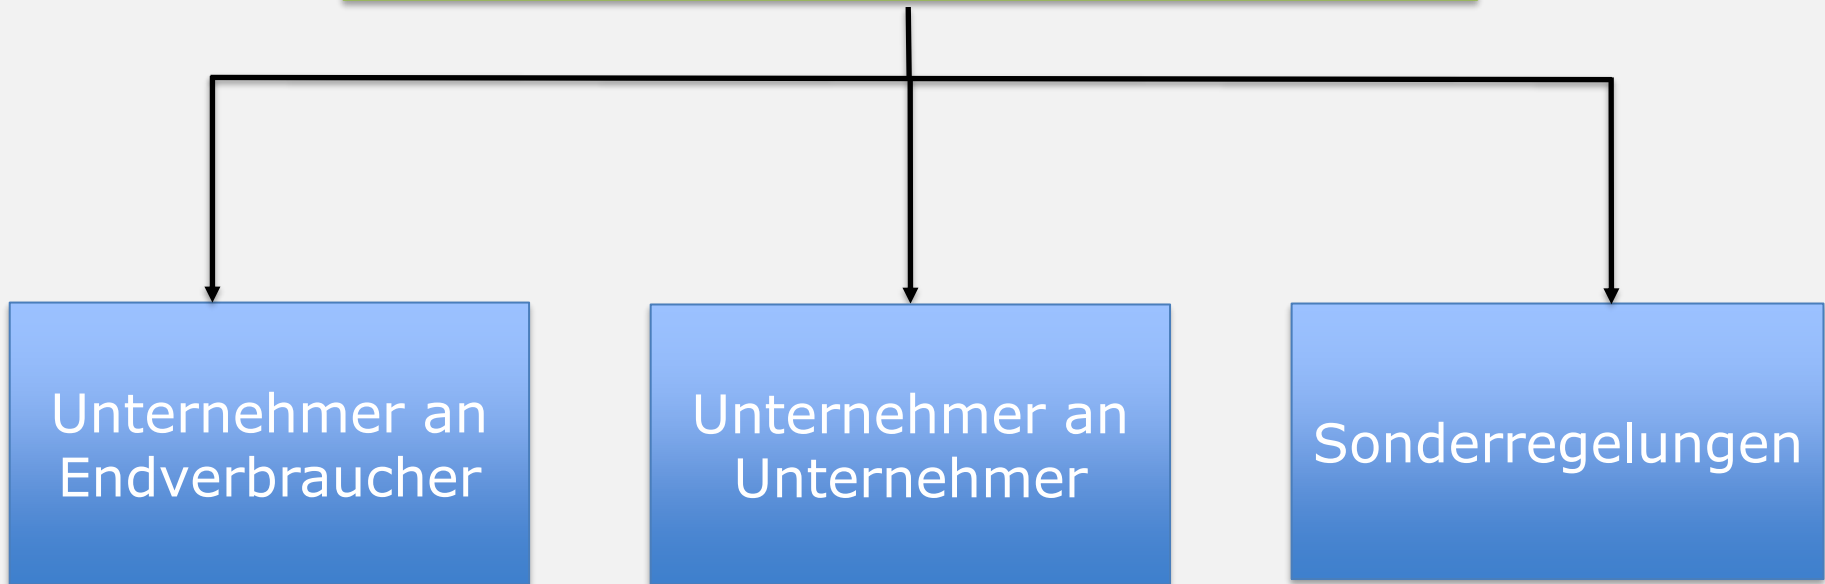 Unternehmer an
Endverbraucher
Unternehmer an
Unternehmer
Sonderregelungen